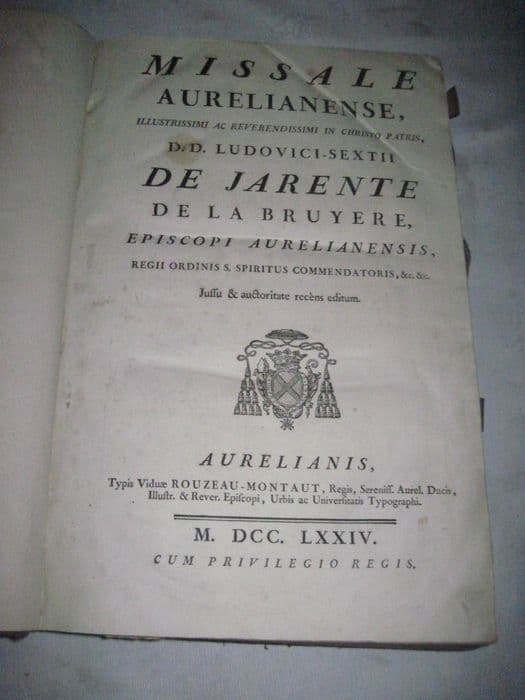 MISSALE
AURELIANENSE,
ILLUSTRISSIMI AC REVERENDISSIMI IN CHRISTO PATRIS,
D. D. LUDOVICI-SEXTII
DE JARENTE
DE LA BRUYERE,
EPISCOPI AURELIANENSIS,
REGII ORDINIS S. SPIRITUS COMMENDATORIS, &c. &c.
Juſſu & auctoritate recèns editum.
AURELIANIS,
Typis Viduæ ROUZEAU-MONTAUT, Regis, Sereniſſ. Aurel. Ducis,
Illuſtr. & Rever. Epiſcopi, Urbis ac Univerſitatis Typographi.
M. DCC. LXXIV.
CUM PRIVILEGIO REGIS.